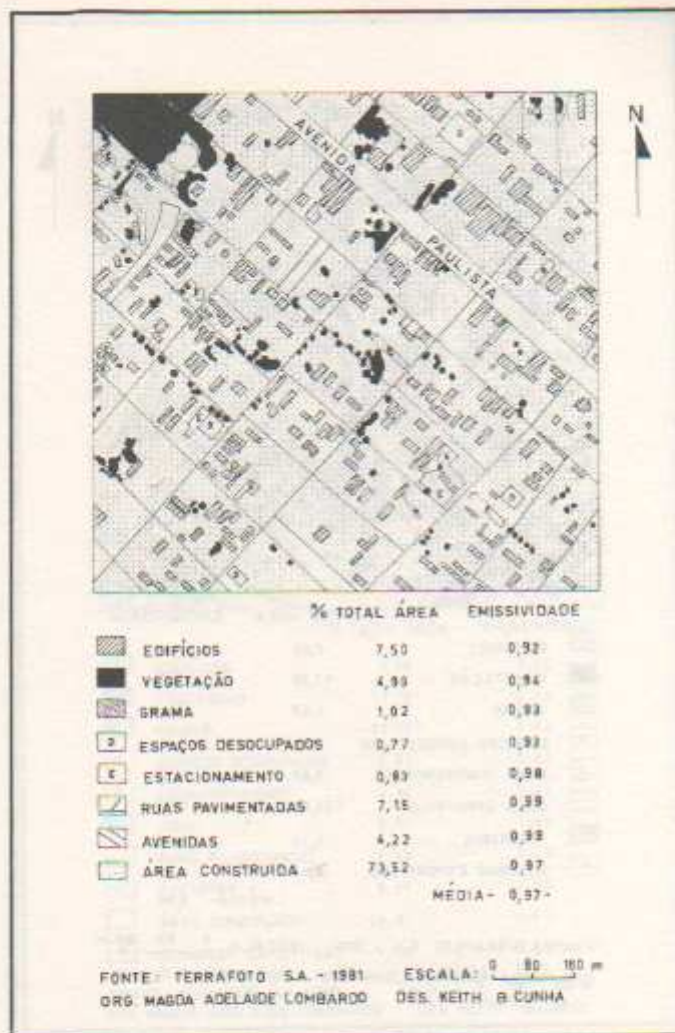 N
AVENIDA
PAULISTA
% TOTAL ÁREA EMISSIVIDADE
EDIFÍCIOS 7,50 0,92
VEGETAÇÃO 4,99 0,94
GRAMA 1,02 0,93
D ESPAÇOS DESOCUPADOS 0,77 0,93
E ESTACIONAMENTO 0,83 0,98
RUAS PAVIMENTADAS 7,15 0,99
AVENIDAS 4,22 0,99
ÁREA CONSTRUIDA 73,52 0,97
MÉDIA - 0,97 -
0 80 160 m
FONTE: TERRAFOTO S.A. - 1981. ESCALA:
ORG. MAGDA ADELAIDE LOMBARDO DES. KEITH B. CUNHA